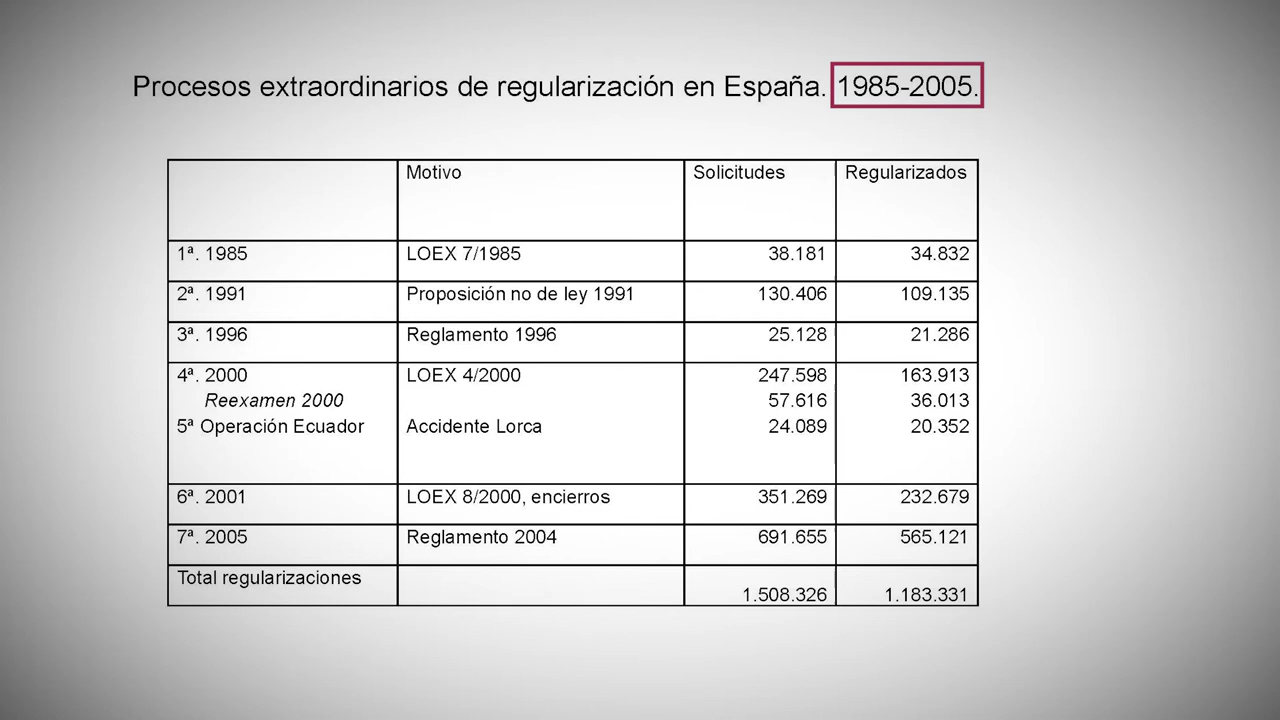 Procesos extraordinarios de regularización en España. 1985-2005.
Motivo Solicitudes Regularizados
1ª. 1985 LOEX 7/1985 38.181 34.832
2ª. 1991 Proposición no de ley 1991 130.406 109.135
3ª. 1996 Reglamento 1996 25.128 21.286
4ª. 2000 LOEX 4/2000 247.598 163.913
Reexamen 2000 57.616 36.013
5ª Operación Ecuador Accidente Lorca 24.089 20.352
6ª. 2001 LOEX 8/2000, encierros 351.269 232.679
7ª. 2005 Reglamento 2004 691.655 565.121
Total regularizaciones 1.508.326 1.183.331